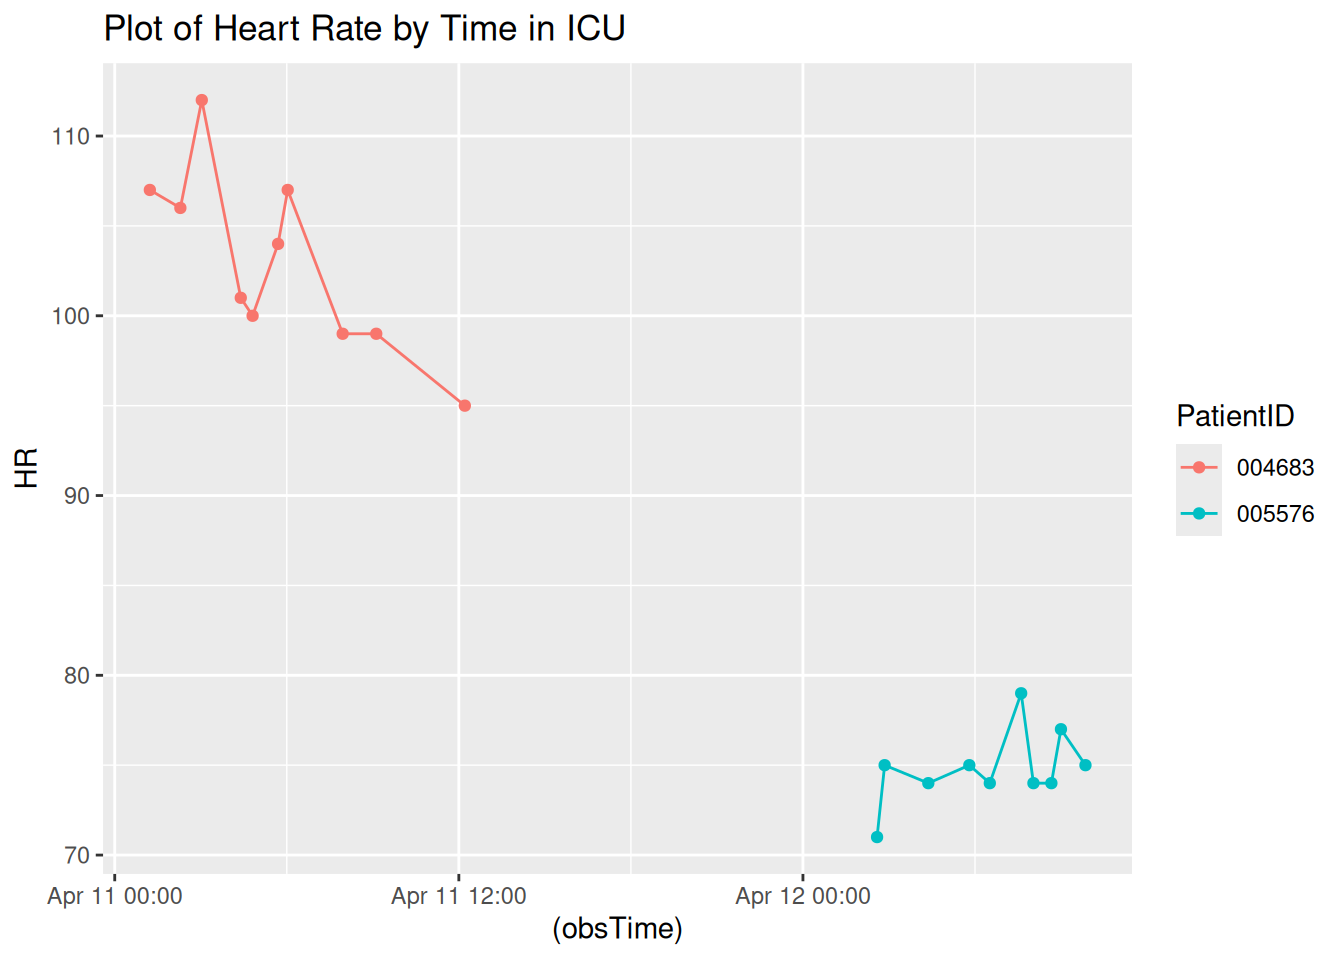 Plot of Heart Rate by Time in ICU
110
100
90
80
70
HR
Apr 11 00:00
Apr 11 12:00
Apr 12 00:00
(obsTime)
PatientID
004683
005576